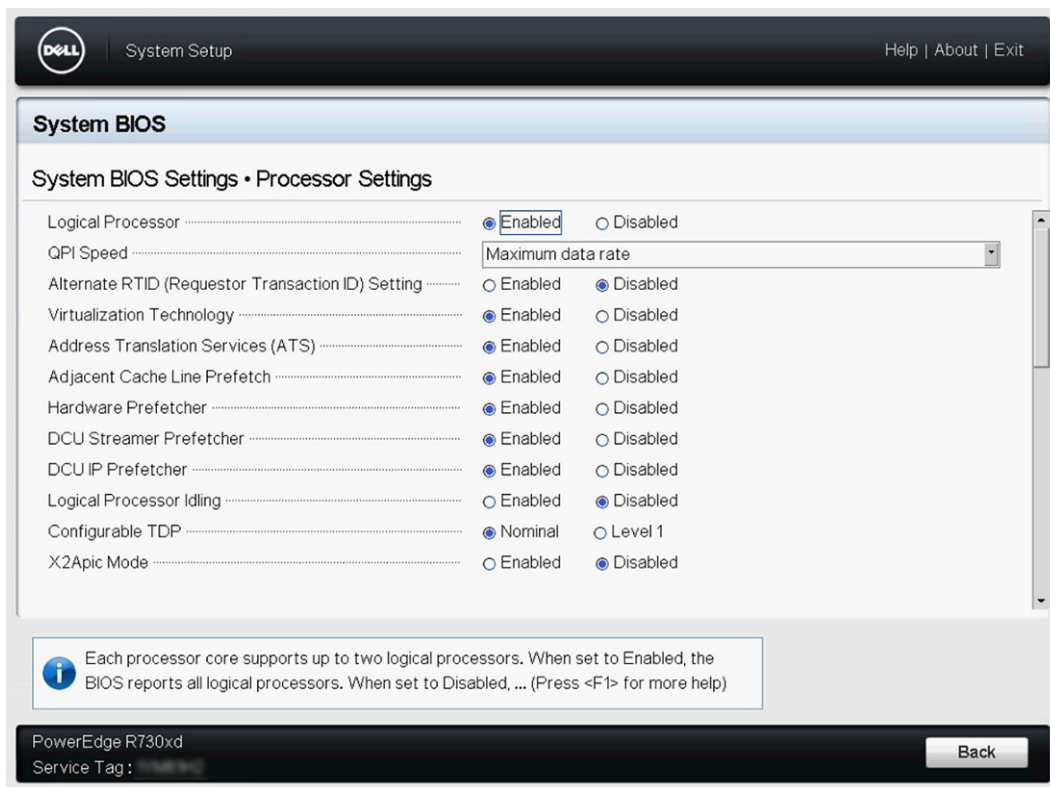 DELL
System Setup
Help | About | Exit
System BIOS
System BIOS Settings • Processor Settings
Logical Processor Enabled Disabled
QPI Speed Maximum data rate
Alternate RTID (Requestor Transaction ID) Setting Enabled Disabled
Virtualization Technology Enabled Disabled
Address Translation Services (ATS) Enabled Disabled
Adjacent Cache Line Prefetch Enabled Disabled
Hardware Prefetcher Enabled Disabled
DCU Streamer Prefetcher Enabled Disabled
DCU IP Prefetcher Enabled Disabled
Logical Processor Idling Enabled Disabled
Configurable TDP Nominal Level 1
X2Apic Mode Enabled Disabled
Each processor core supports up to two logical processors. When set to Enabled, the
BIOS reports all logical processors. When set to Disabled, ... (Press <F1> for more help)
PowerEdge R730xd
Service Tag :
Back